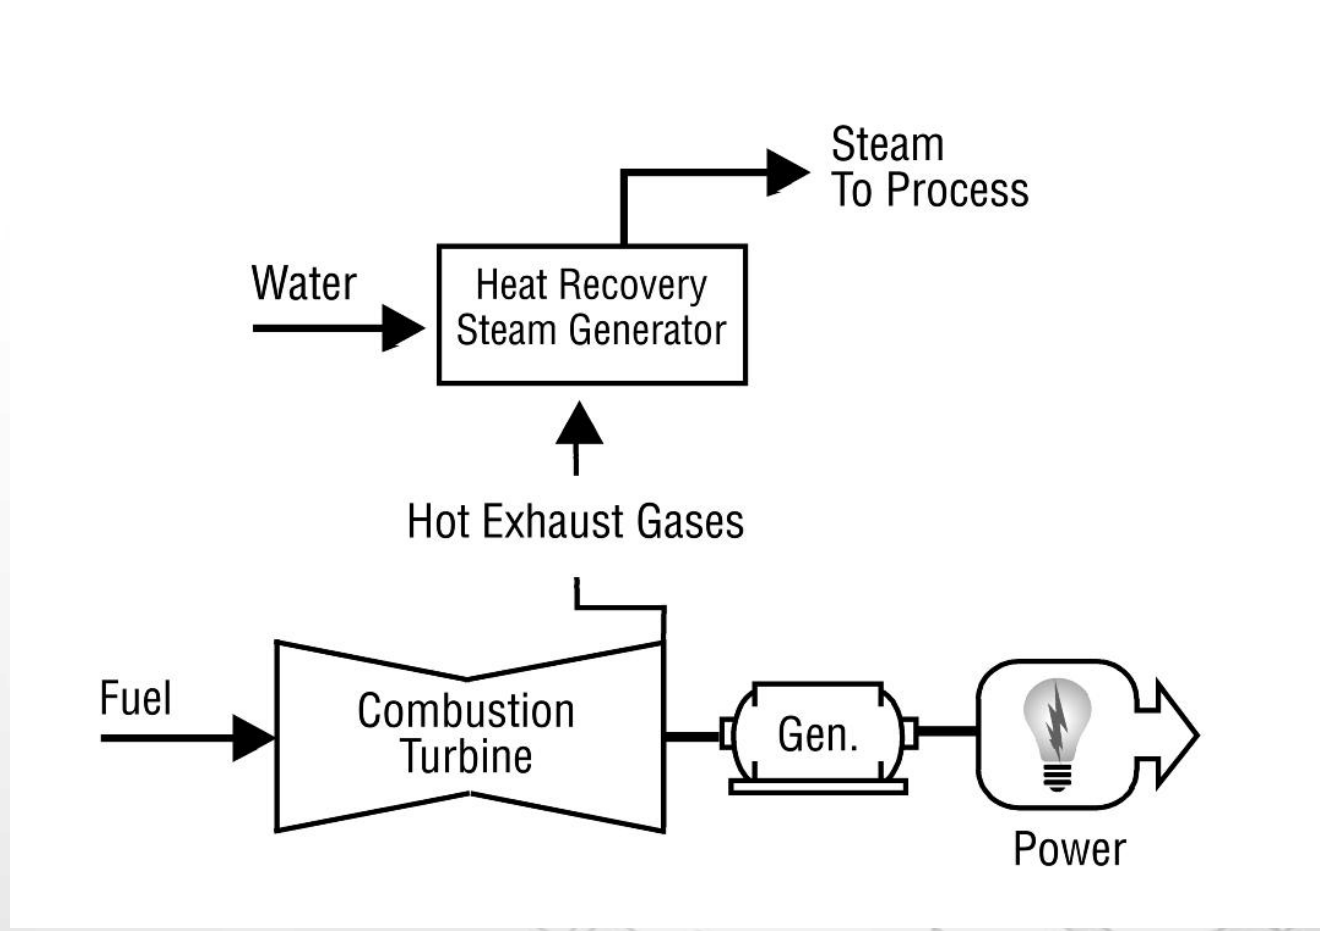 Steam
To Process
Water
Heat Recovery
Steam Generator
Hot Exhaust Gases
Fuel
Combustion
Turbine
Gen.
Power